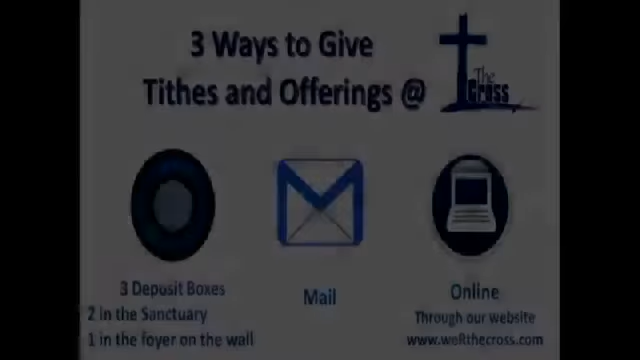 3 Ways to Give
Tithes and Offerings @
The
Cross
3 Deposit Boxes
2 in the Sanctuary
1 in the foyer on the wall
Mail
Online
Through our website
www.weRthecross.com